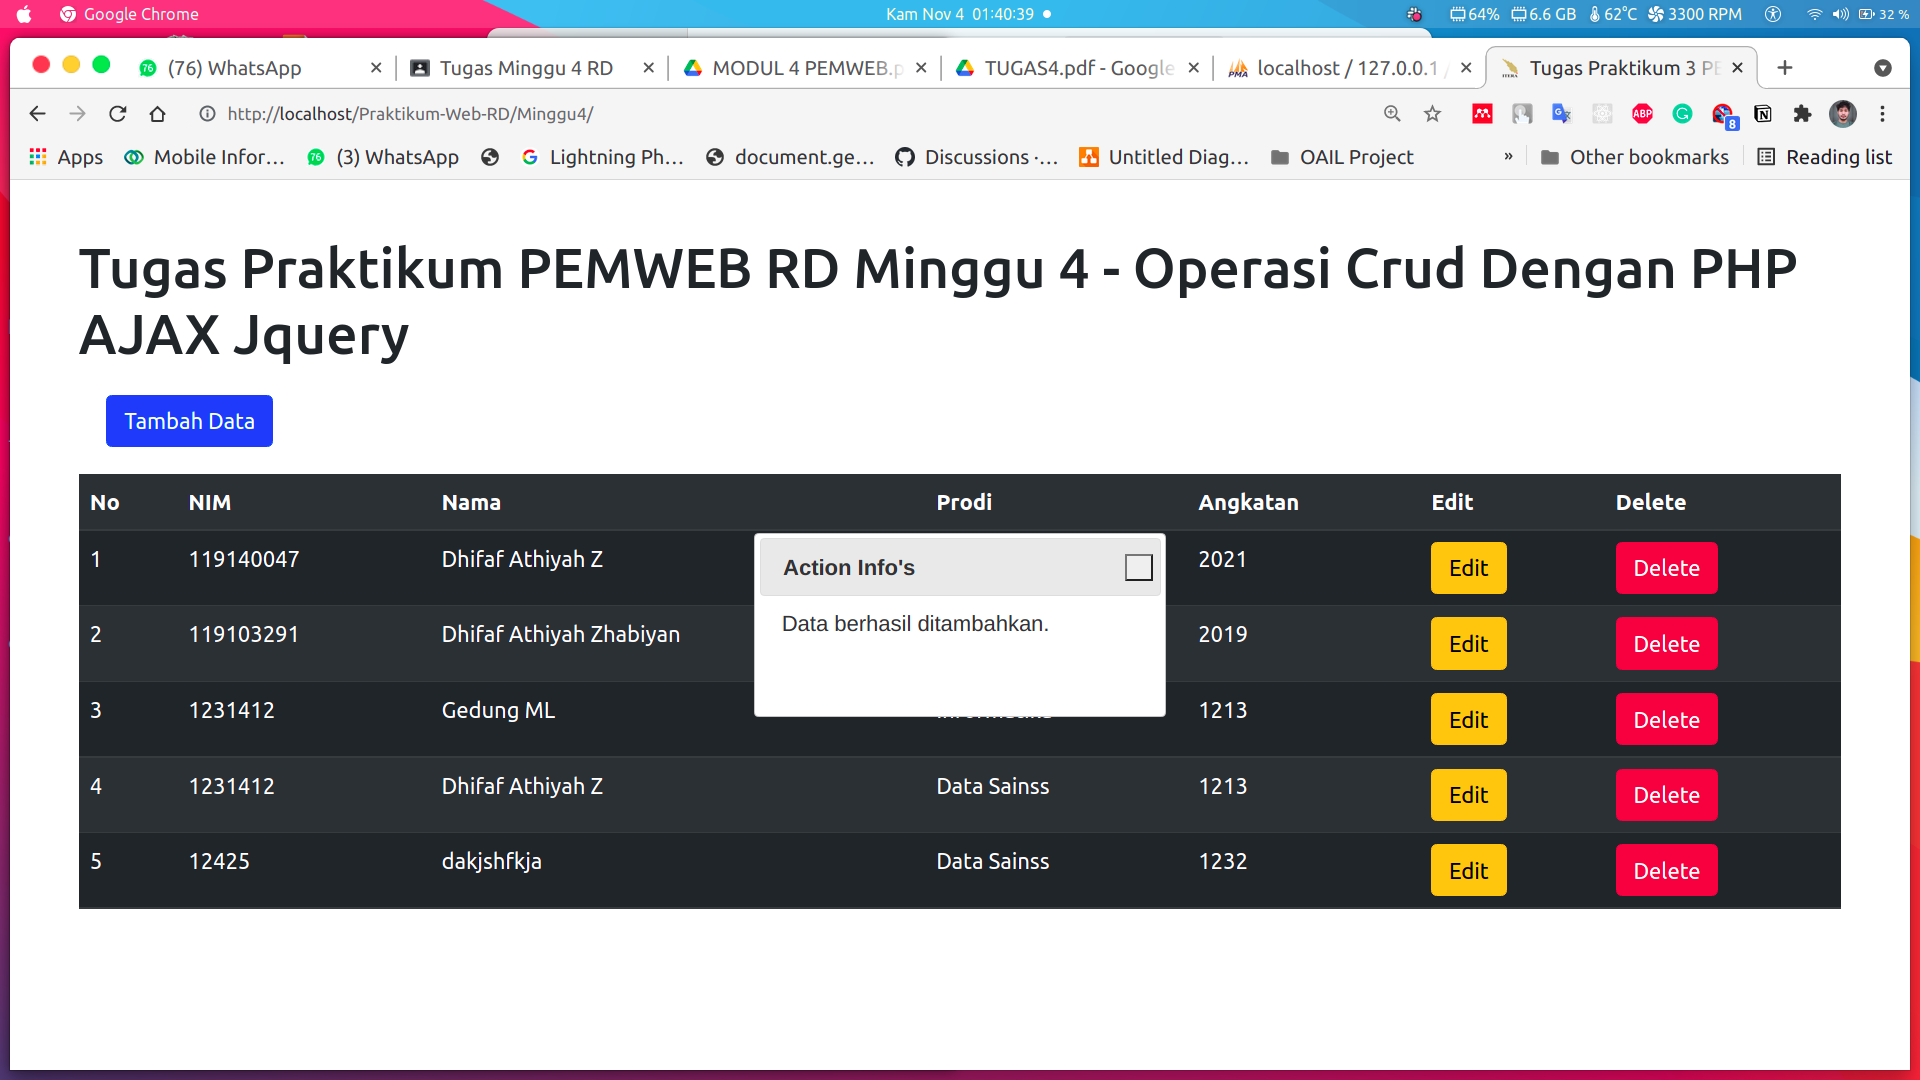 Google Chrome
Kam Nov 4 01:40:39
64% 6.6 GB 62°C 3300 RPM 32 %
(76) WhatsApp
Tugas Minggu 4 RD
MODUL 4 PEMWEB.p
TUGAS4.pdf - Google
localhost / 127.0.0.1 /
Tugas Praktikum 3 PE
http://localhost/Praktikum-Web-RD/Minggu4/
ABP
8
Apps
Mobile Infor...
(3) WhatsApp
Lightning Ph...
document.ge...
Discussions ·...
Untitled Diag...
OAIL Project
»
Other bookmarks
Reading list
Tugas Praktikum PEMWEB RD Minggu 4 - Operasi Crud Dengan PHP
AJAX Jquery
Tambah Data
No NIM Nama Prodi Angkatan Edit Delete
1 119140047 Dhifaf Athiyah Z 2021 Edit Delete
2 119103291 Dhifaf Athiyah Zhabiyan 2019 Edit Delete
3 1231412 Gedung ML 1213 Edit Delete
4 1231412 Dhifaf Athiyah Z Data Sainss 1213 Edit Delete
5 12425 dakjshfkja Data Sainss 1232 Edit Delete
Action Info's
Data berhasil ditambahkan.